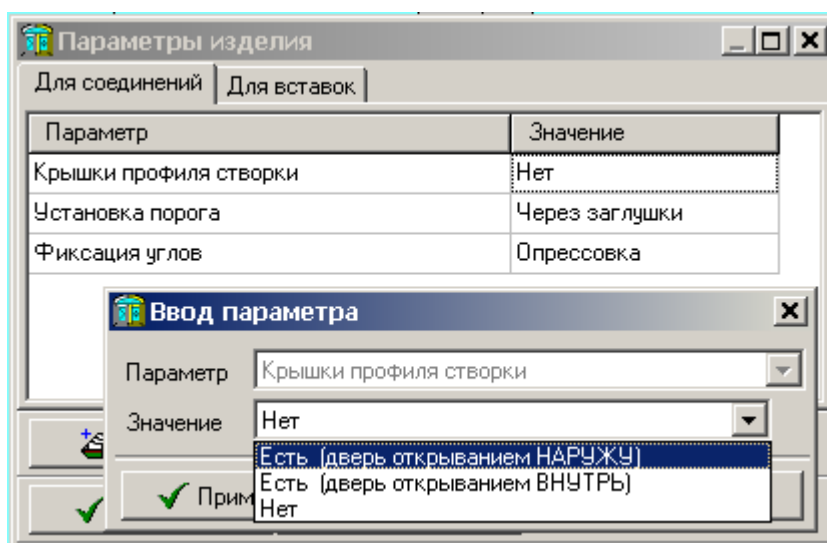 Параметры изделия
Для соединений Для вставок
Параметр Значение
Крышки профиля створки Нет
Установка порога Через заглушки
Фиксация углов Опрессовка
Ввод параметра
Параметр Крышки профиля створки
Значение Нет
Есть (дверь открыванием НАРУЖУ)
Есть (дверь открыванием ВНУТРЬ)
Нет
Прим